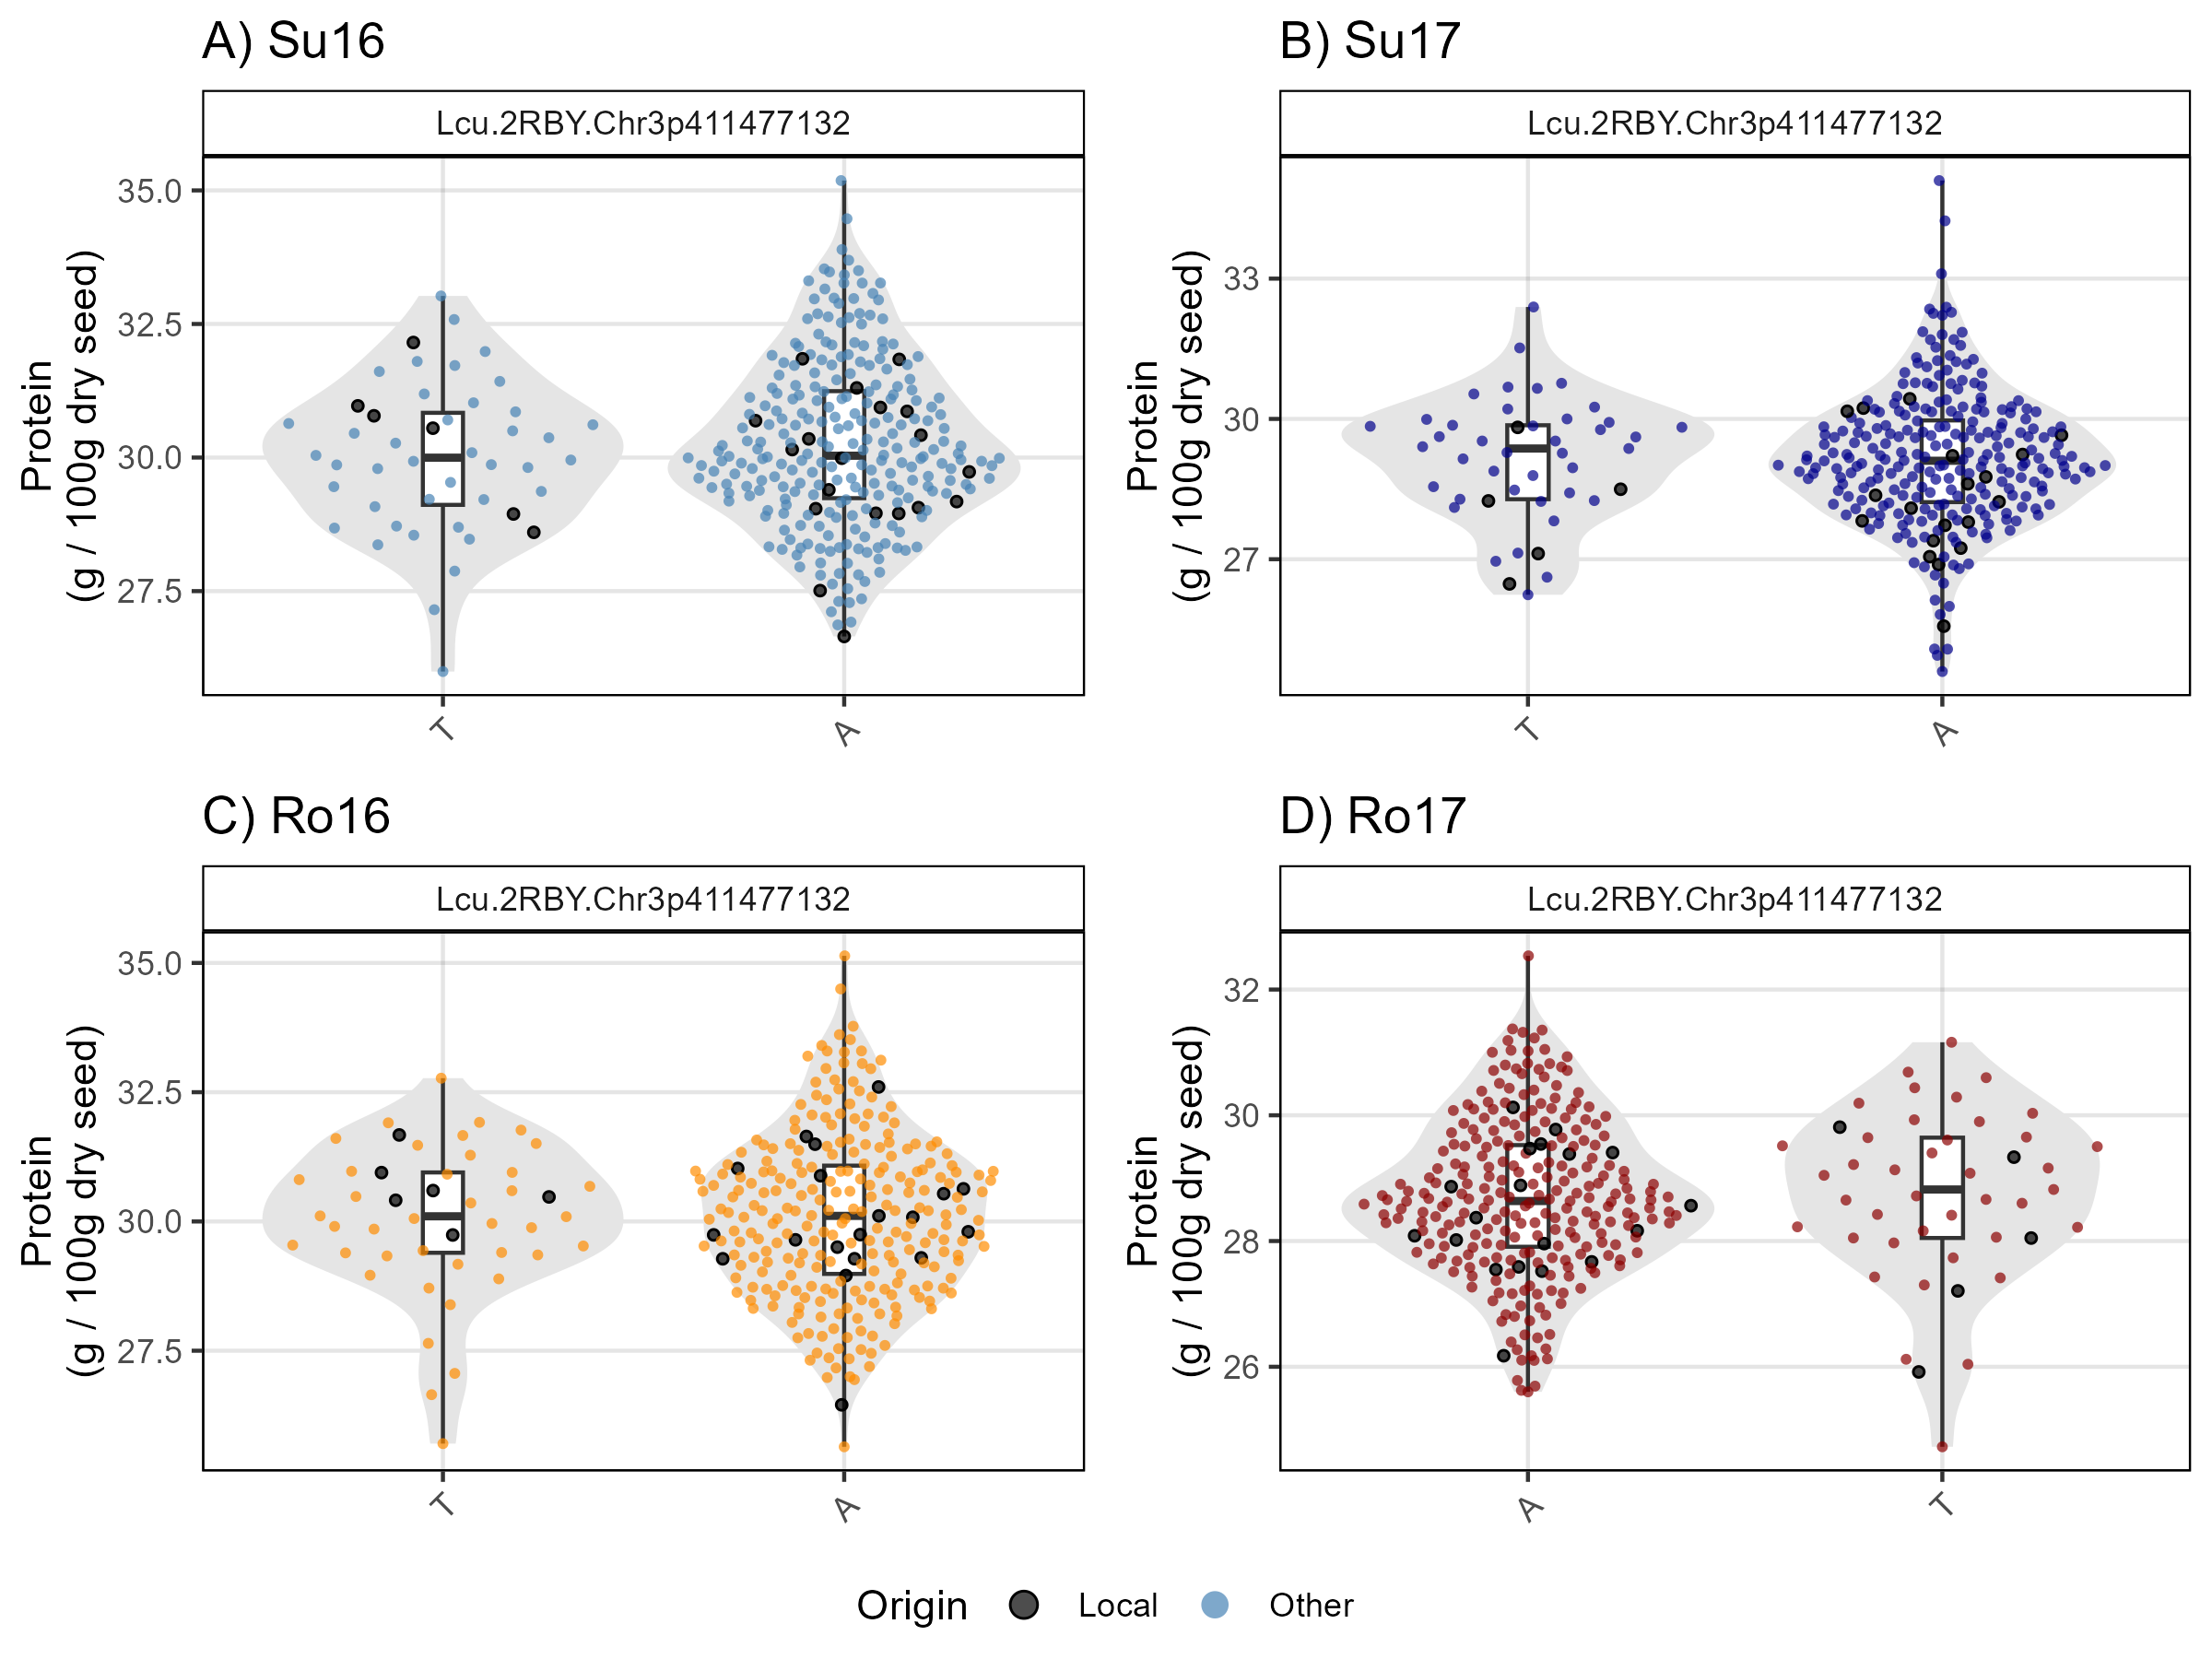 A) Su16
Lcu.2RBY.Chr3p411477132
Protein
(g / 100g dry seed)
35.0
32.5
30.0
27.5
T
A
B) Su17
Lcu.2RBY.Chr3p411477132
Protein
(g / 100g dry seed)
33
30
27
T
A
C) Ro16
Lcu.2RBY.Chr3p411477132
Protein
(g / 100g dry seed)
35.0
32.5
30.0
27.5
T
A
D) Ro17
Lcu.2RBY.Chr3p411477132
Protein
(g / 100g dry seed)
32
30
28
26
A
T
Origin
Local
Other